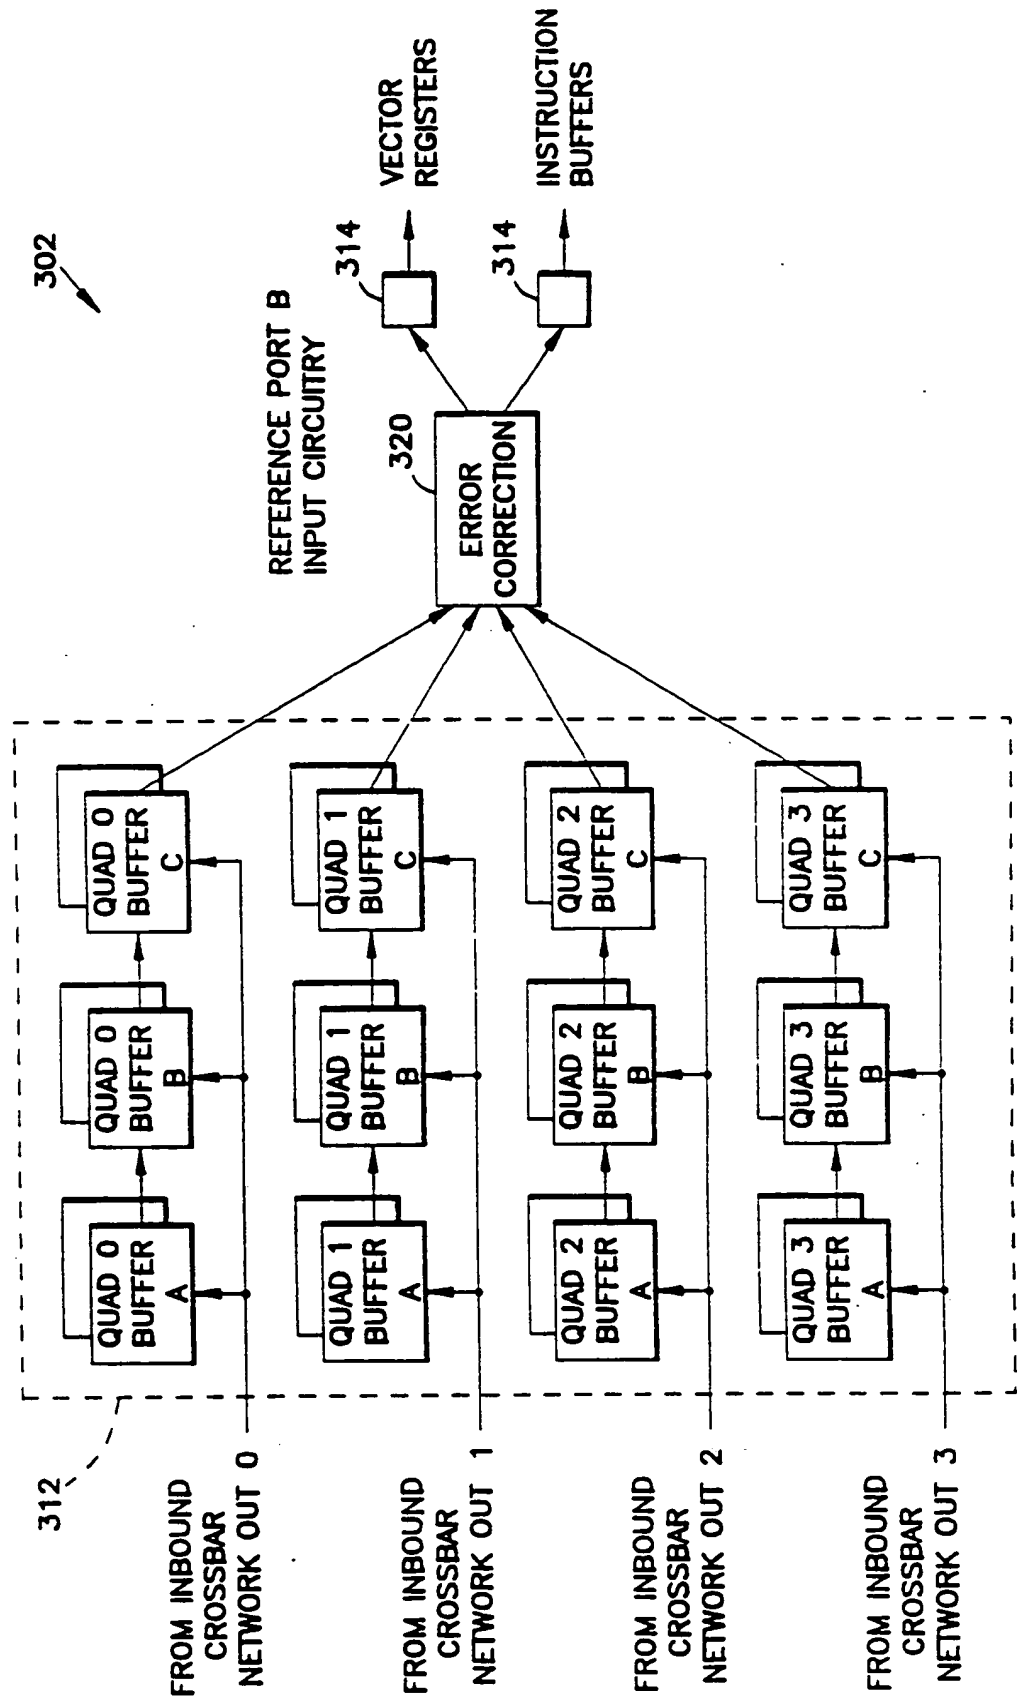 302
REFERENCE PORT B
INPUT CIRCUITRY
312
FROM INBOUND
CROSSBAR
NETWORK OUT 0
QUAD 0
BUFFER
A
QUAD 0
BUFFER
B
QUAD 0
BUFFER
C
FROM INBOUND
CROSSBAR
NETWORK OUT 1
QUAD 1
BUFFER
A
QUAD 1
BUFFER
B
QUAD 1
BUFFER
C
FROM INBOUND
CROSSBAR
NETWORK OUT 2
QUAD 2
BUFFER
A
QUAD 2
BUFFER
B
QUAD 2
BUFFER
C
FROM INBOUND
CROSSBAR
NETWORK OUT 3
QUAD 3
BUFFER
A
QUAD 3
BUFFER
B
QUAD 3
BUFFER
C
320
ERROR
CORRECTION
314
VECTOR
REGISTERS
314
INSTRUCTION
BUFFERS